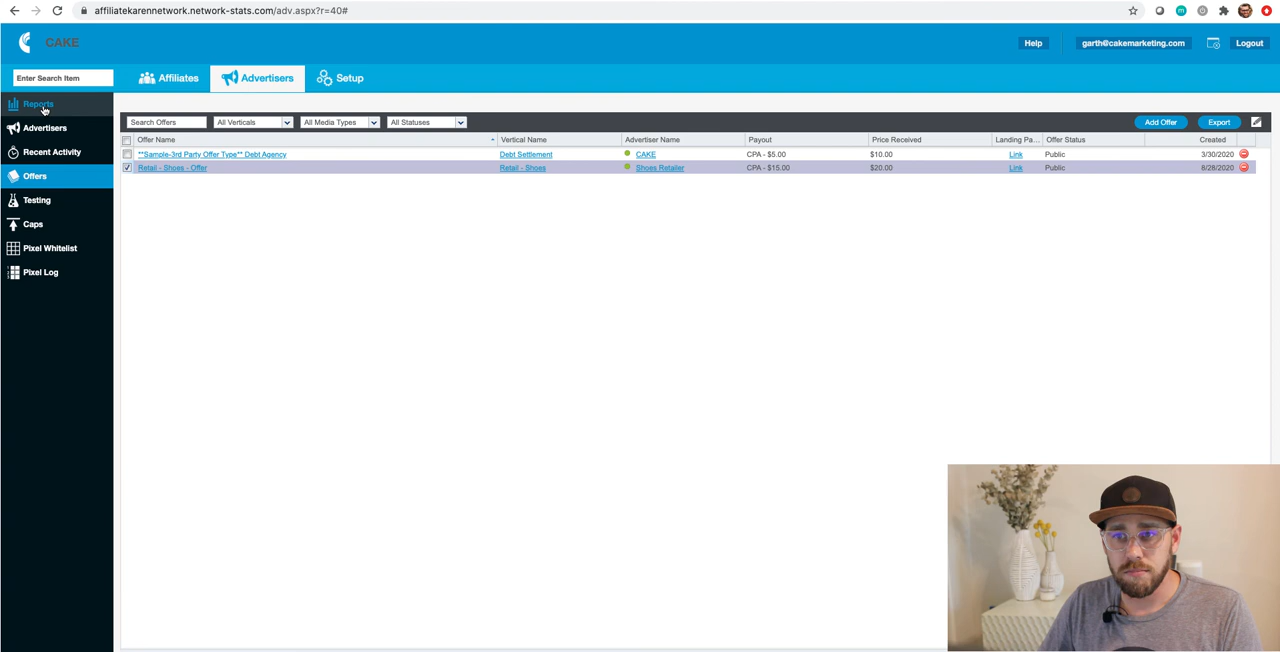 affiliatekarennetwork.network-stats.com/adv.aspx?r=40#
CAKE
Help
garth@cakemarketing.com
Logout
Enter Search Item
Affiliates
Advertisers
Setup
Reports
Advertisers
Recent Activity
Offers
Testing
Caps
Pixel Whitelist
Pixel Log
Search Offers
All Verticals
All Media Types
All Statuses
Add Offer
Export
Offer Name Vertical Name Advertiser Name Payout Price Received Landing Pa... Offer Status Created
**Sample-3rd Party Offer Type** Debt Agency Debt Settlement CAKE CPA - $5.00 $10.00 Link Public 3/30/2020
Retail - Shoes - Offer Retail - Shoes Shoes Retailer CPA - $15.00 $20.00 Link Public 8/28/2020